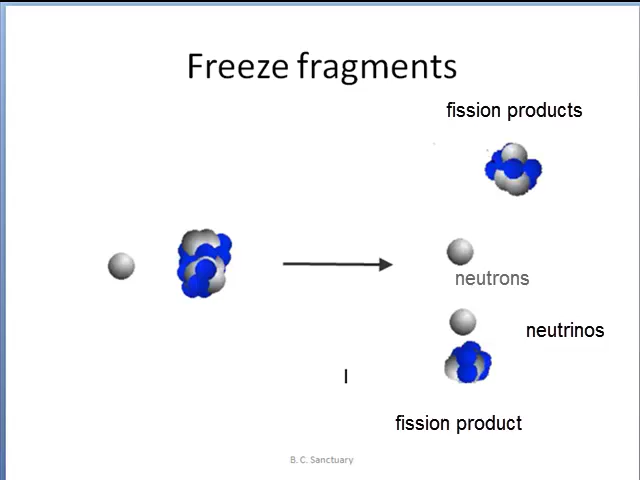 Freeze fragments
fission products
neutrons
neutrinos
fission product
B. C. Sanctuary